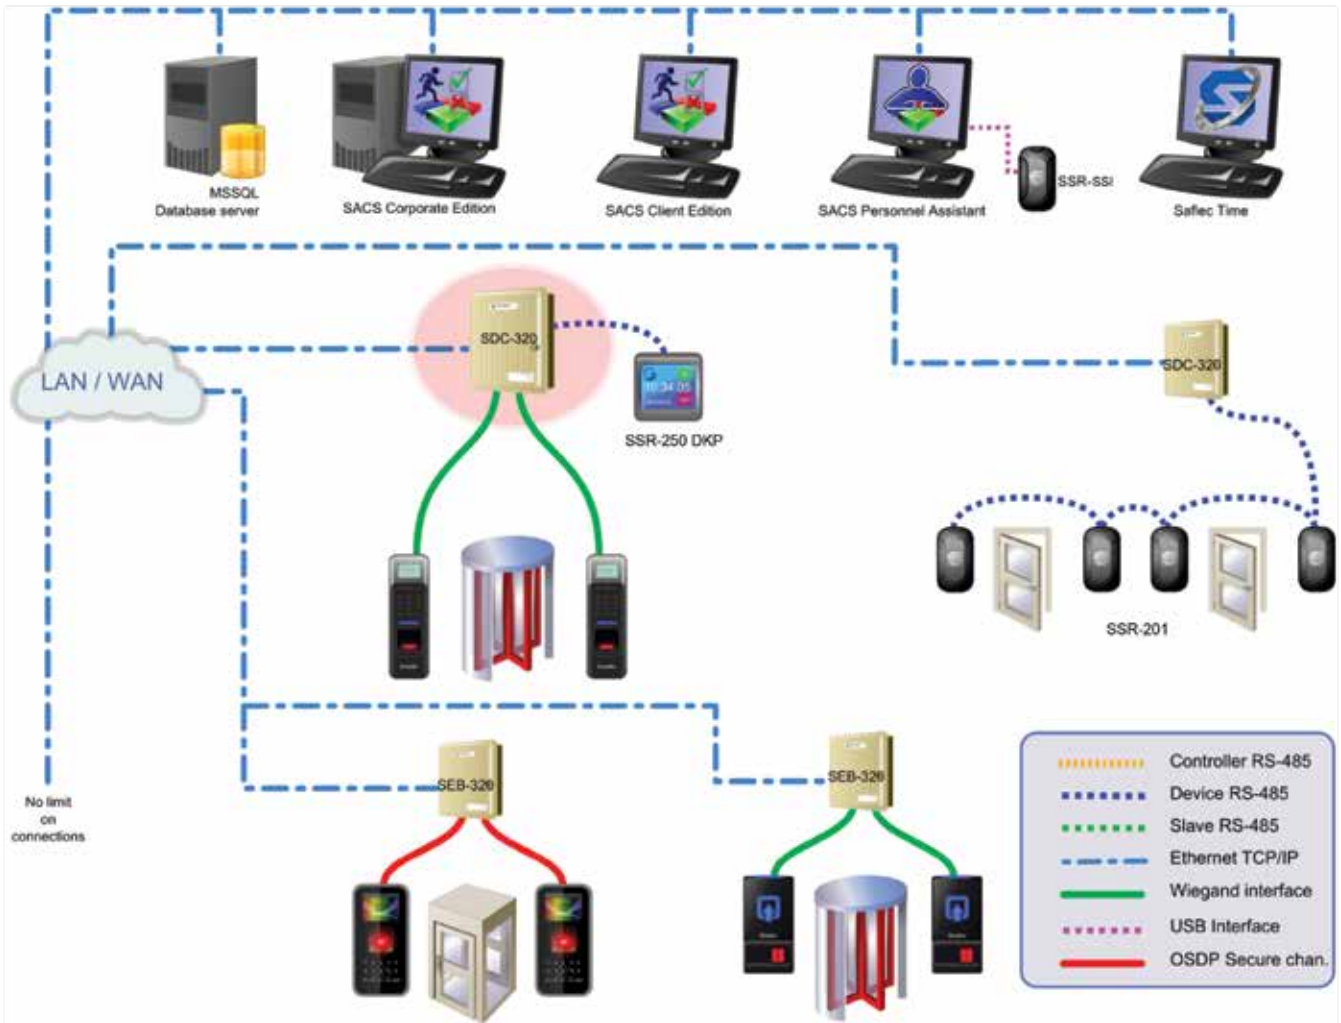 MSSQL
Database server
SACS Corporate Edition
SACS Client Edition
SACS Personnel Assistant
SSR-SSI
Saflec Time
LAN / WAN
SDC-320
SSR-250 DKP
SDC-320
SSR-201
SEB-320
SEB-320
No limit
on
connections
Controller RS-485
Device RS-485
Slave RS-485
Ethernet TCP/IP
Wiegand interface
USB Interface
OSDP Secure chan.